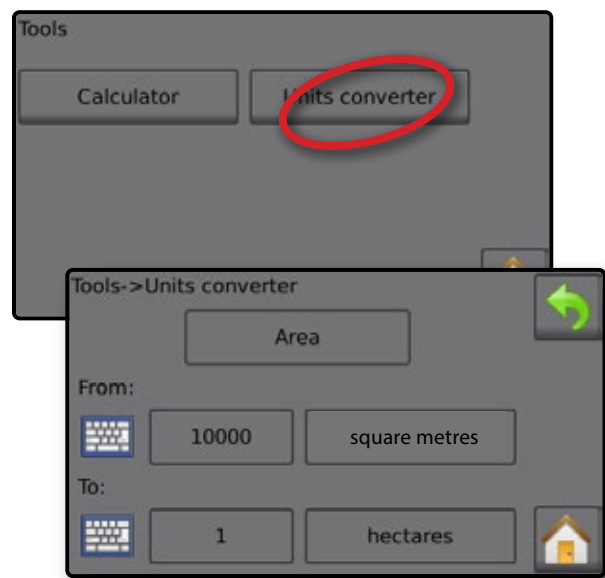 Tools
Calculator Units converter
Tools->Units converter
Area
From:
10000 square metres
To:
1 hectares